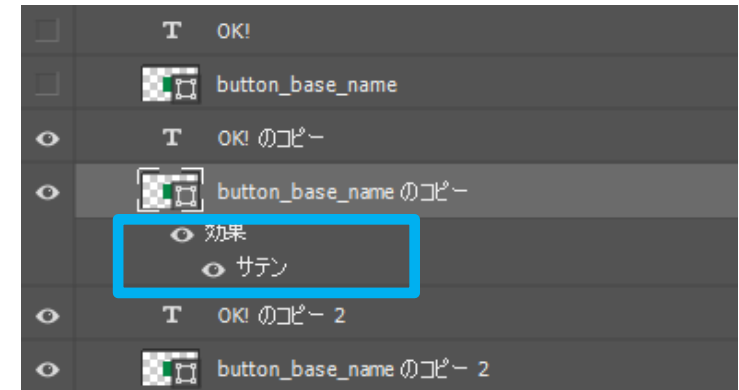 T OK!
button_base_name
T OK! のコピー
button_base_name のコピー
効果
サテン
T OK! のコピー 2
button_base_name のコピー 2